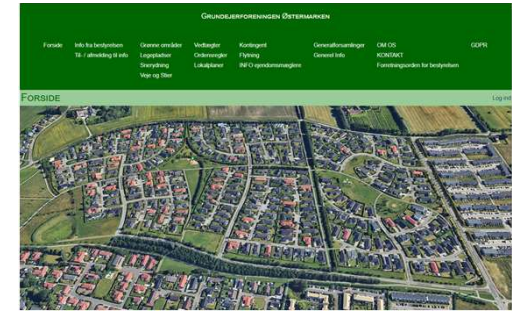 GRUNDEJERFORENINGEN ØSTERMARKEN
Forside Info fra bestyrelsen Grønne områder Vedtægter Kontingent Generalforsamlinger OM OS GDPR
Til- / afmelding til info Legepladser Ordensregler Flytning Generel Info KONTAKT
Snerydning Lokalplaner INFO ejendomsmæglere Forretningsorden for bestyrelsen
Veje og Stier
FORSIDE Log ind